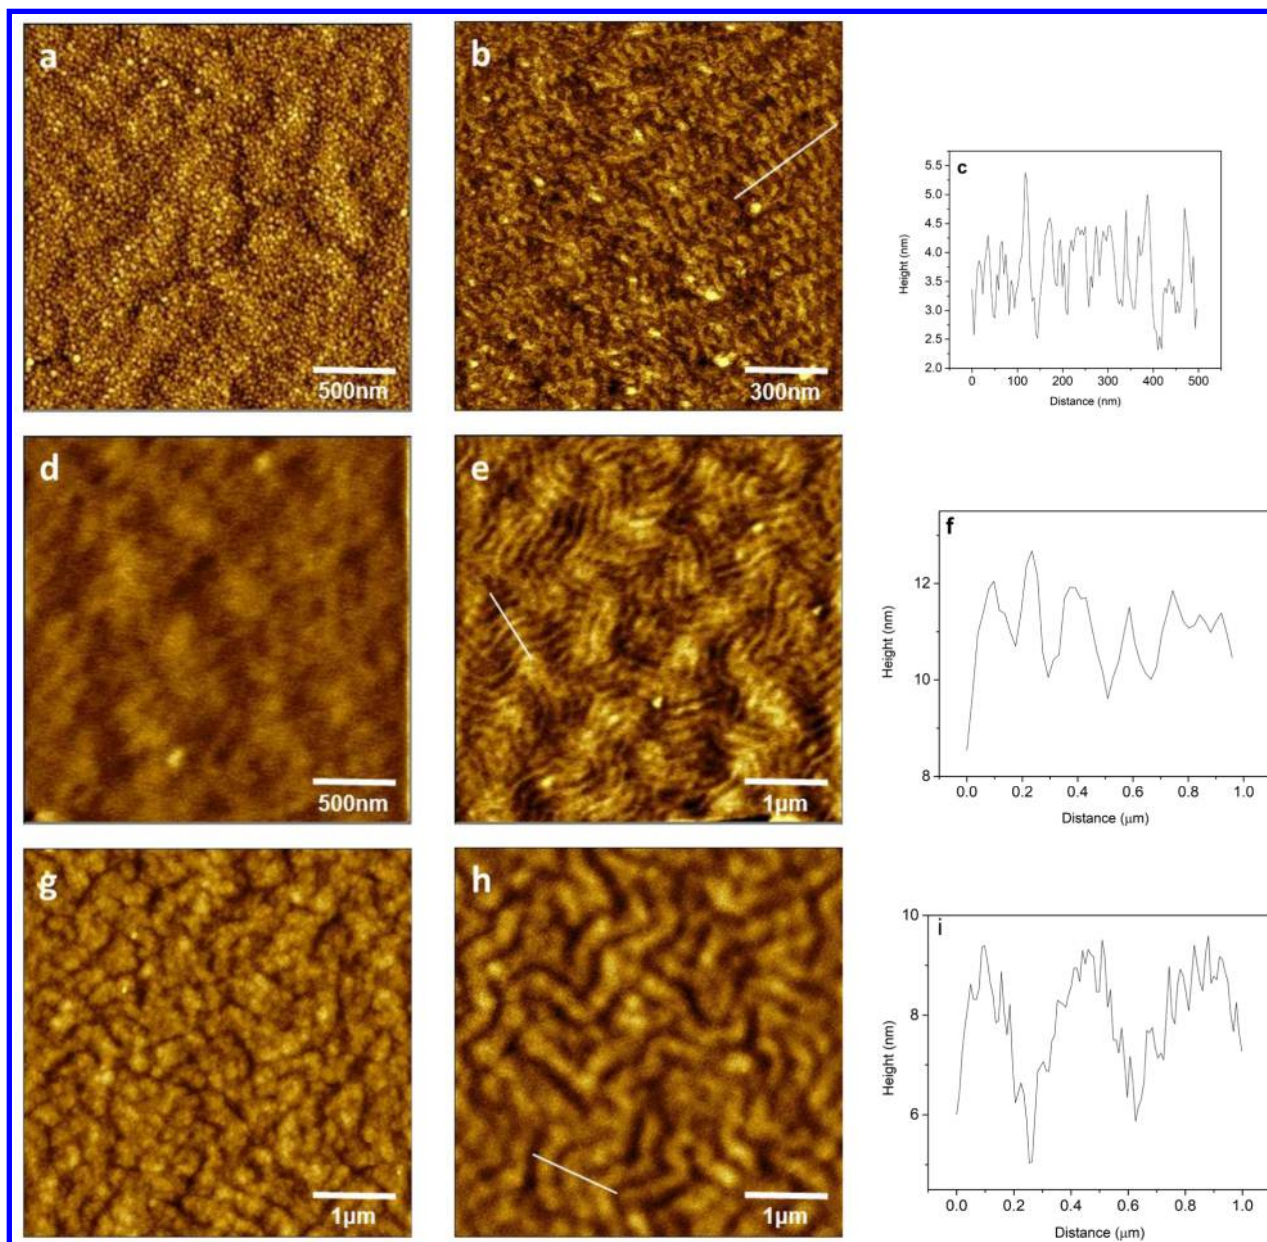 a
500nm
b
300nm
c
5.5
5.0
4.5
4.0
3.5
3.0
2.5
2.0
Height (nm)
0 100 200 300 400 500
Distance (nm)
d
500nm
e
1µm
f
12
10
8
Height (nm)
0.0 0.2 0.4 0.6 0.8 1.0
Distance (µm)
g
1µm
h
1µm
i
10
8
6
Height (nm)
0.0 0.2 0.4 0.6 0.8 1.0
Distance (µm)